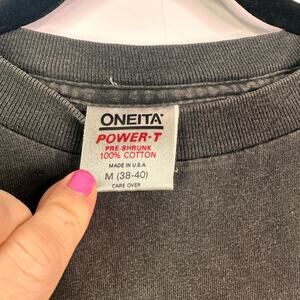 ONEITA
POWER-T
PRE-SHRUNK
100% COTTON
MADE IN U.S.A.
M (38-40)
CARE OVER